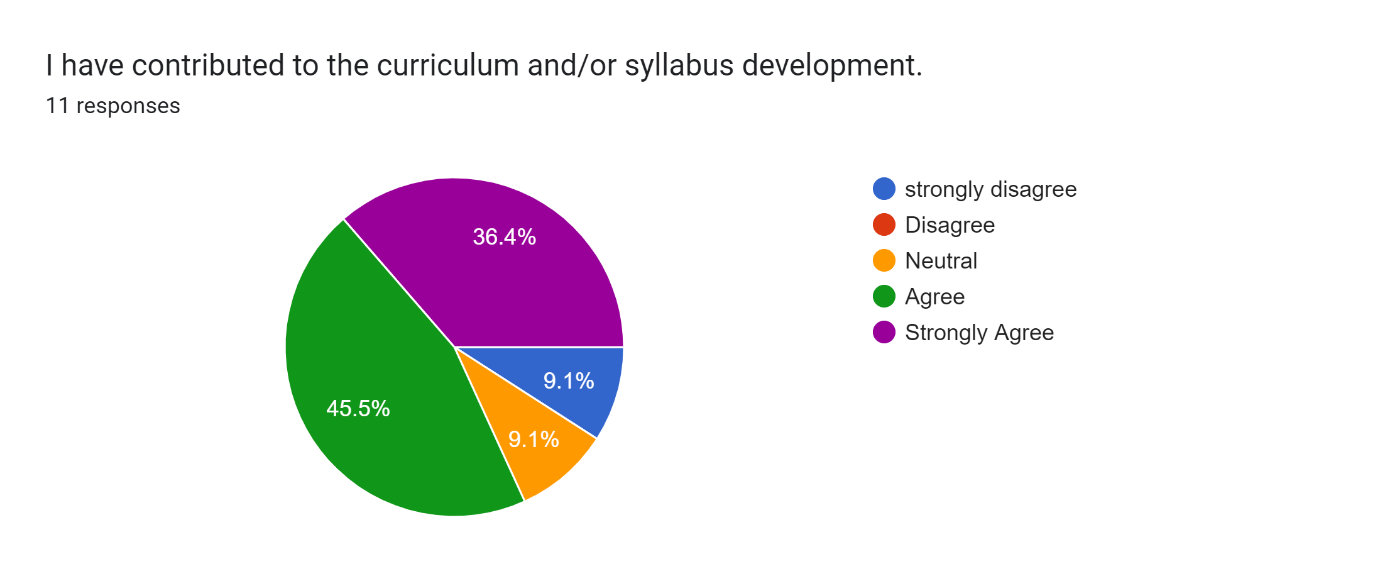 I have contributed to the curriculum and/or syllabus development.
11 responses
36.4%
45.5%
9.1%
9.1%
strongly disagree
Disagree
Neutral
Agree
Strongly Agree